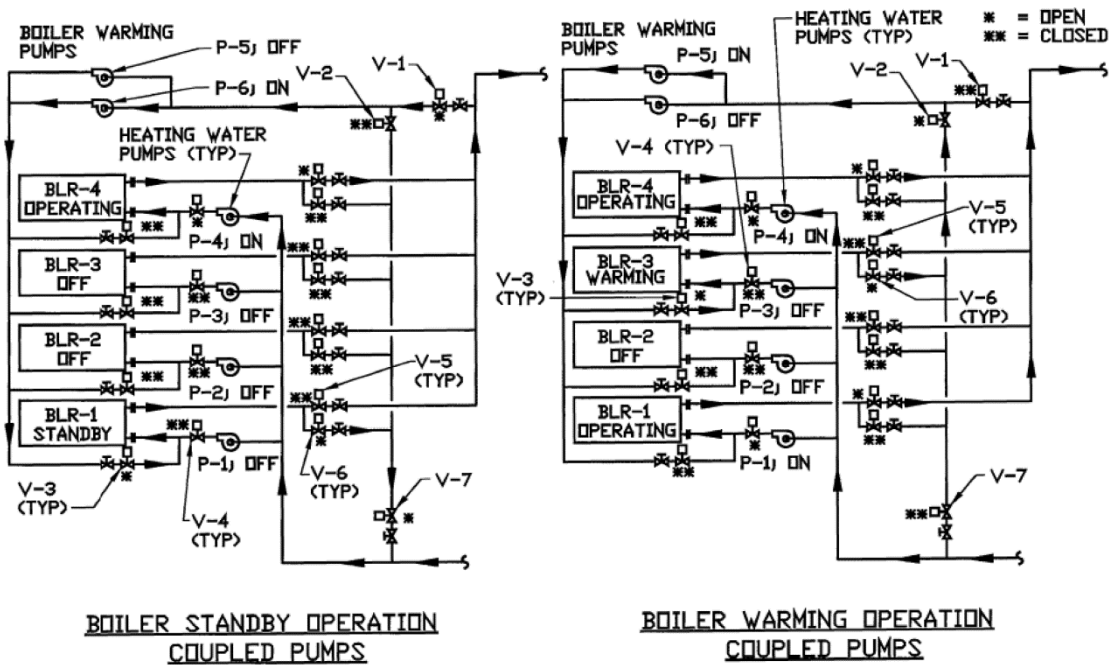 BOILER WARMING
PUMPS
P-5; OFF
P-6; ON
V-2
V-1
**
*
HEATING WATER
PUMPS (TYP)
BLR-4
OPERATING
*
**
**
*
P-4; ON
BLR-3
OFF
**
**
**
**
P-3; OFF
BLR-2
OFF
**
**
**
**
P-2; OFF
V-5
(TYP)
BLR-1
STANDBY
**
**
*
*
P-1; OFF
V-3
(TYP)
V-4
(TYP)
V-6
(TYP)
V-7
*
BOILER STANDBY OPERATION
COUPLED PUMPS
BOILER WARMING
PUMPS
P-5; ON
P-6; OFF
HEATING WATER
PUMPS (TYP)
* = OPEN
** = CLOSED
V-1
V-2
**
*
V-4 (TYP)
BLR-4
OPERATING
*
**
**
*
P-4; ON
V-5
(TYP)
BLR-3
WARMING
**
*
*
**
P-3; OFF
V-3
(TYP)
V-6
(TYP)
BLR-2
OFF
**
**
**
**
P-2; OFF
BLR-1
OPERATING
*
**
*
**
P-1; ON
V-7
**
BOILER WARMING OPERATION
COUPLED PUMPS